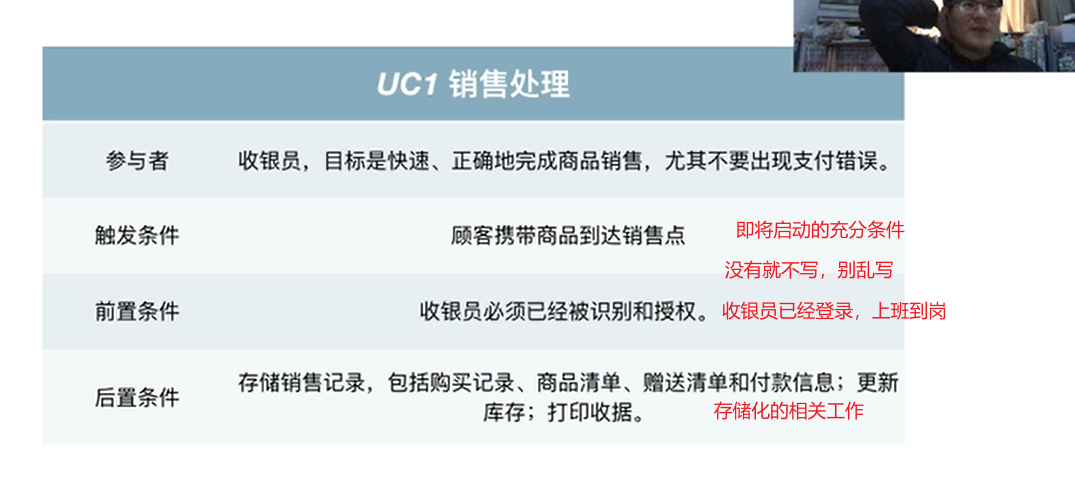 UC1 销售处理
参与者
收银员，目标是快速、正确地完成商品销售，尤其不要出现支付错误。
触发条件
顾客携带商品到达销售点
即将启动的充分条件
没有就不写，别乱写
前置条件
收银员必须已经被识别和授权。
收银员已经登录，上班到岗
后置条件
存储销售记录，包括购买记录、商品清单、赠送清单和付款信息；更新
库存；打印收据。
存储化的相关工作